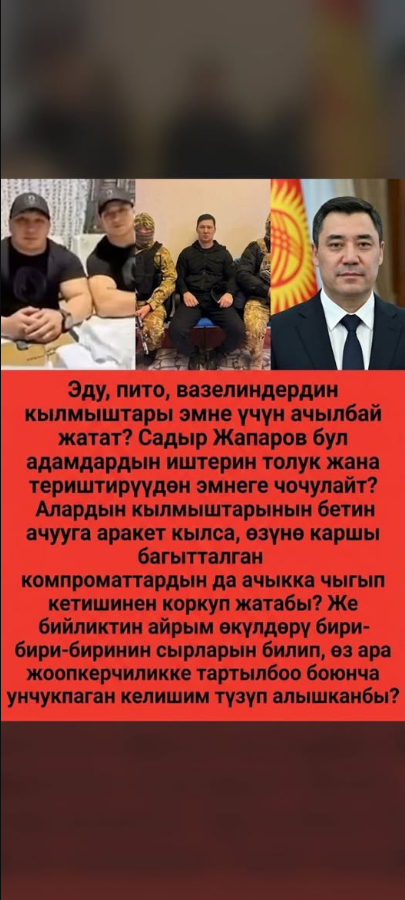 Эду, пито, вазелиндердин
кылмыштары эмне үчүн ачылбай
жатат? Садыр Жапаров бул
адамдардын иштерин толук жана
териштирүүдөн эмнеге чочулайт?
Алардын кылмыштарынын бетин
ачууга аракет кылса, өзүнө каршы
багытталган
компроматтардын да ачыкка чыгып
кетишинен коркуп жатабы? Же
бийликтин айрым өкүлдөрү бири-
бири-биринин сырларын билип, өз ара
жоопкерчиликке тартылбоо боюнча
унчукпаган келишим түзүп алышканбы?